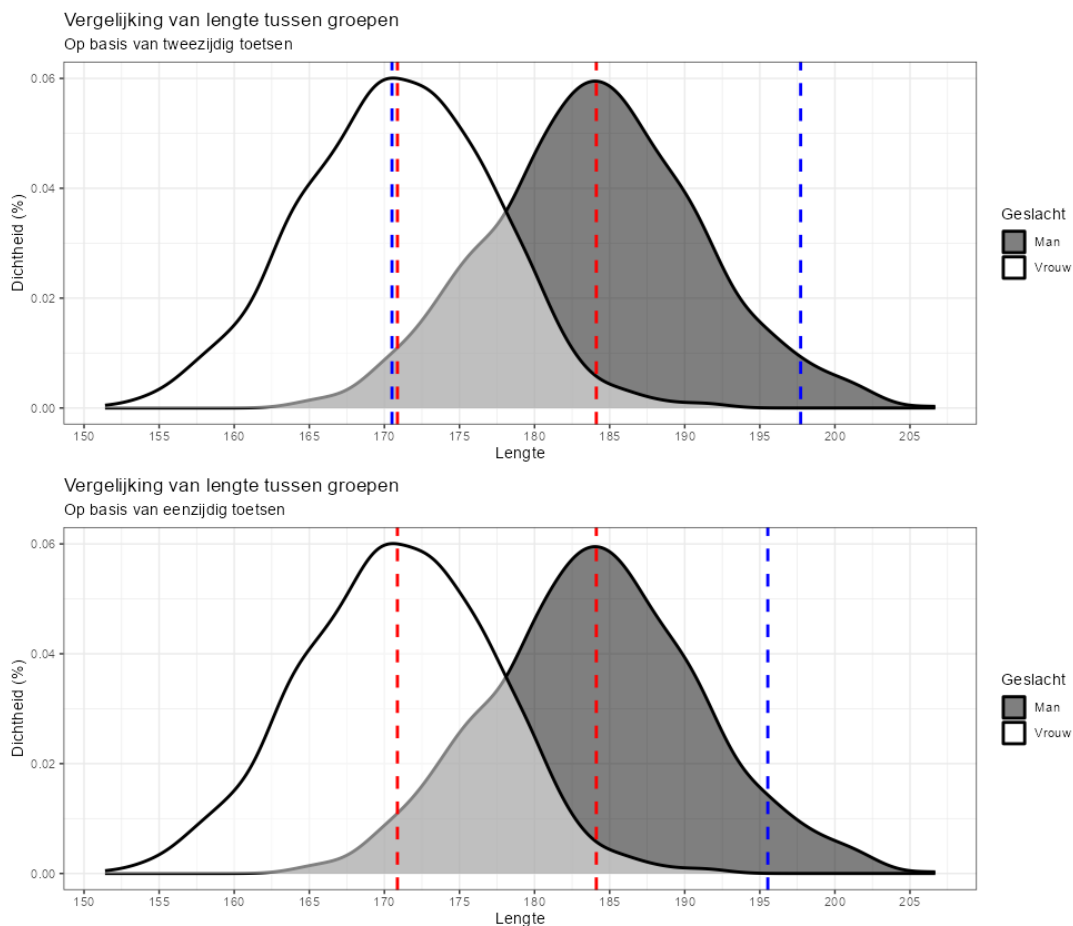 Vergelijking van lengte tussen groepen
Op basis van tweezijdig toetsen
0.06
0.04
0.02
0.00
Dichtheid (%)
150 155 160 165 170 175 180 185 190 195 200 205
Lengte
Geslacht
Man
Vrouw
Vergelijking van lengte tussen groepen
Op basis van eenzijdig toetsen
0.06
0.04
0.02
0.00
Dichtheid (%)
150 155 160 165 170 175 180 185 190 195 200 205
Lengte
Geslacht
Man
Vrouw